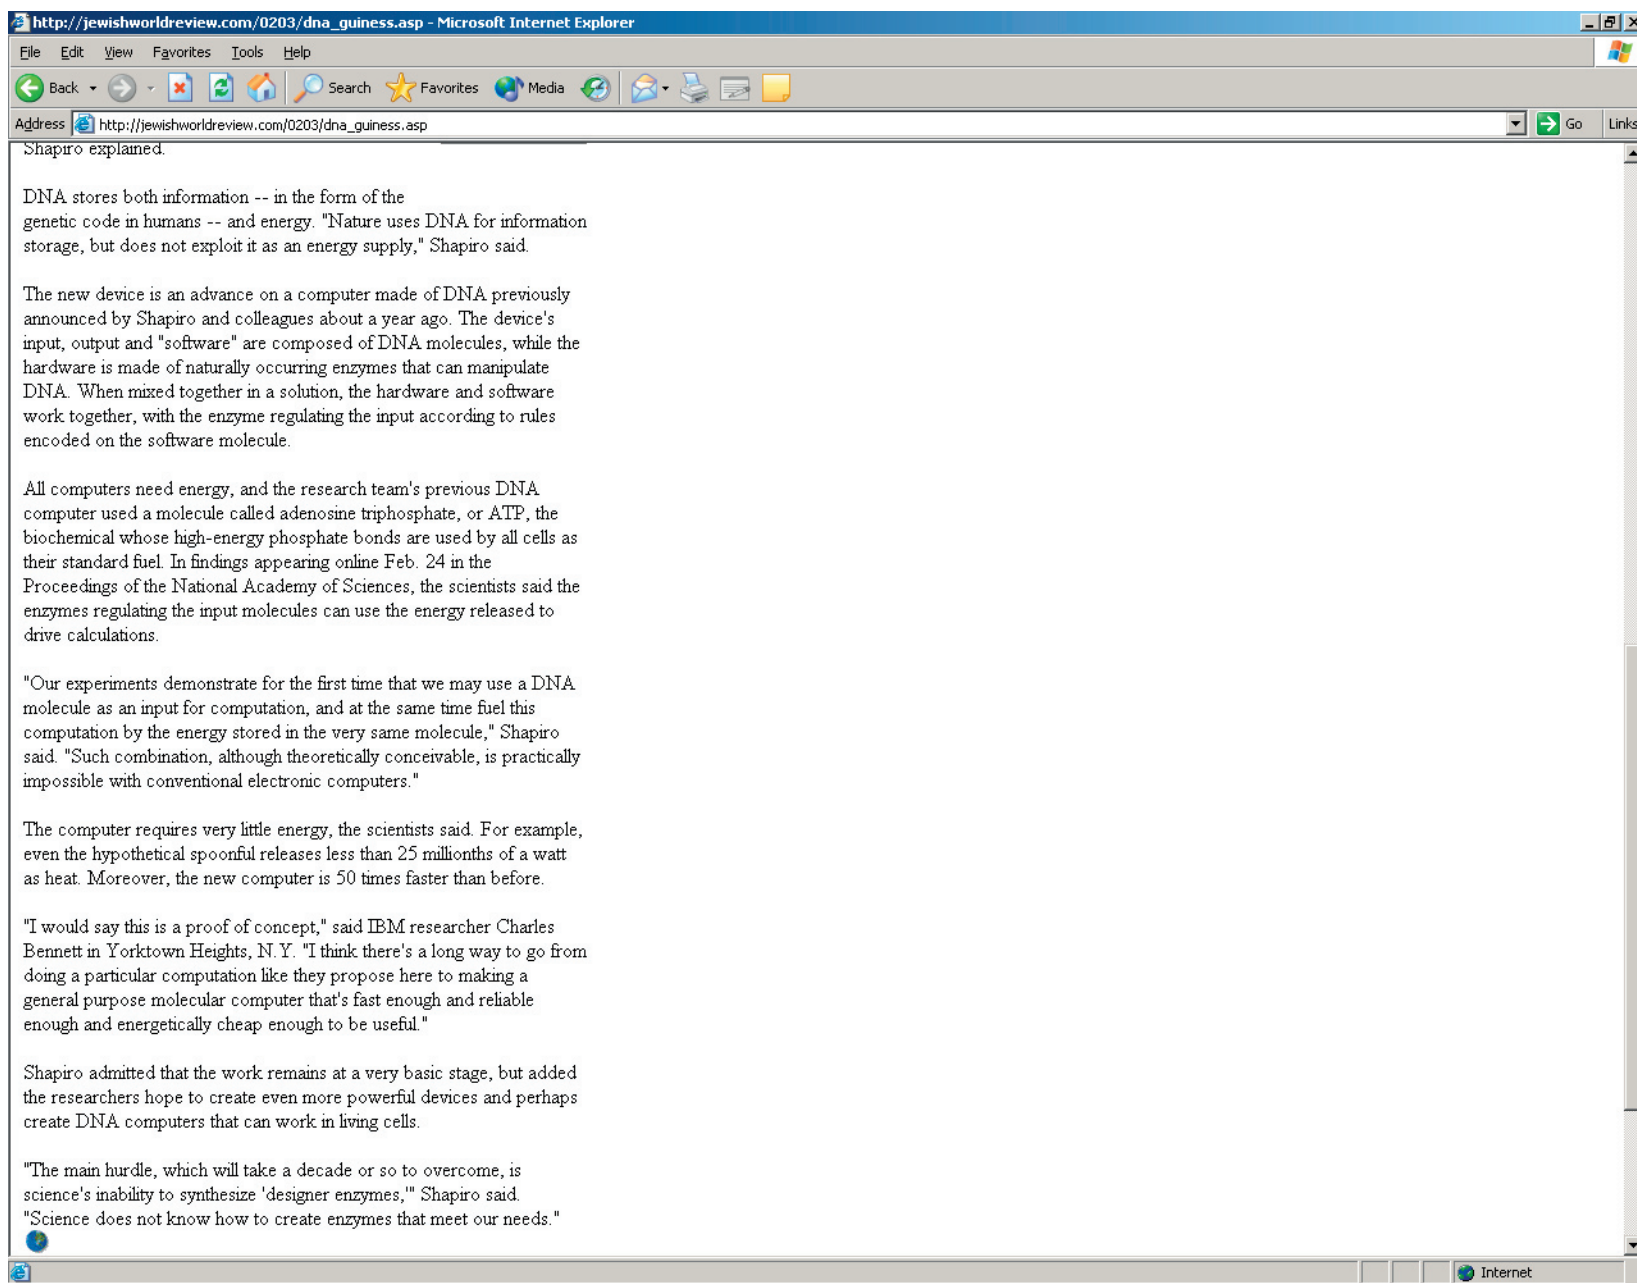 http://jewishworldreview.com/0203/dna_guiness.asp - Microsoft Internet Explorer
File Edit View Favorites Tools Help
Back Search Favorites Media
Address http://jewishworldreview.com/0203/dna_guiness.asp Go Links
Shapiro explained.
DNA stores both information -- in the form of the
genetic code in humans -- and energy. "Nature uses DNA for information
storage, but does not exploit it as an energy supply," Shapiro said.
The new device is an advance on a computer made of DNA previously
announced by Shapiro and colleagues about a year ago. The device's
input, output and "software" are composed of DNA molecules, while the
hardware is made of naturally occurring enzymes that can manipulate
DNA. When mixed together in a solution, the hardware and software
work together, with the enzyme regulating the input according to rules
encoded on the software molecule.
All computers need energy, and the research team's previous DNA
computer used a molecule called adenosine triphosphate, or ATP, the
biochemical whose high-energy phosphate bonds are used by all cells as
their standard fuel. In findings appearing online Feb. 24 in the
Proceedings of the National Academy of Sciences, the scientists said the
enzymes regulating the input molecules can use the energy released to
drive calculations.
"Our experiments demonstrate for the first time that we may use a DNA
molecule as an input for computation, and at the same time fuel this
computation by the energy stored in the very same molecule," Shapiro
said. "Such combination, although theoretically conceivable, is practically
impossible with conventional electronic computers."
The computer requires very little energy, the scientists said. For example,
even the hypothetical spoonful releases less than 25 millionths of a watt
as heat. Moreover, the new computer is 50 times faster than before.
"I would say this is a proof of concept," said IBM researcher Charles
Bennett in Yorktown Heights, N.Y. "I think there's a long way to go from
doing a particular computation like they propose here to making a
general purpose molecular computer that's fast enough and reliable
enough and energetically cheap enough to be useful."
Shapiro admitted that the work remains at a very basic stage, but added
the researchers hope to create even more powerful devices and perhaps
create DNA computers that can work in living cells.
"The main hurdle, which will take a decade or so to overcome, is
science's inability to synthesize 'designer enzymes,'" Shapiro said.
"Science does not know how to create enzymes that meet our needs."
Internet